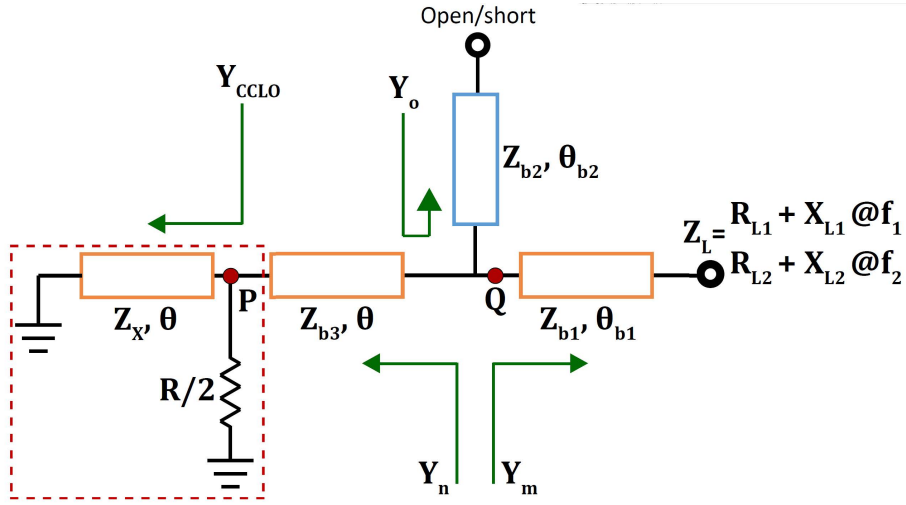 Open/short
Y_CCLO
Y_o
Z_b2, θ_b2
Z_L= R_L1 + X_L1 @f_1
R_L2 + X_L2 @f_2
P
Q
Z_X, θ
Z_b3, θ
Z_b1, θ_b1
R/2
Y_n
Y_m